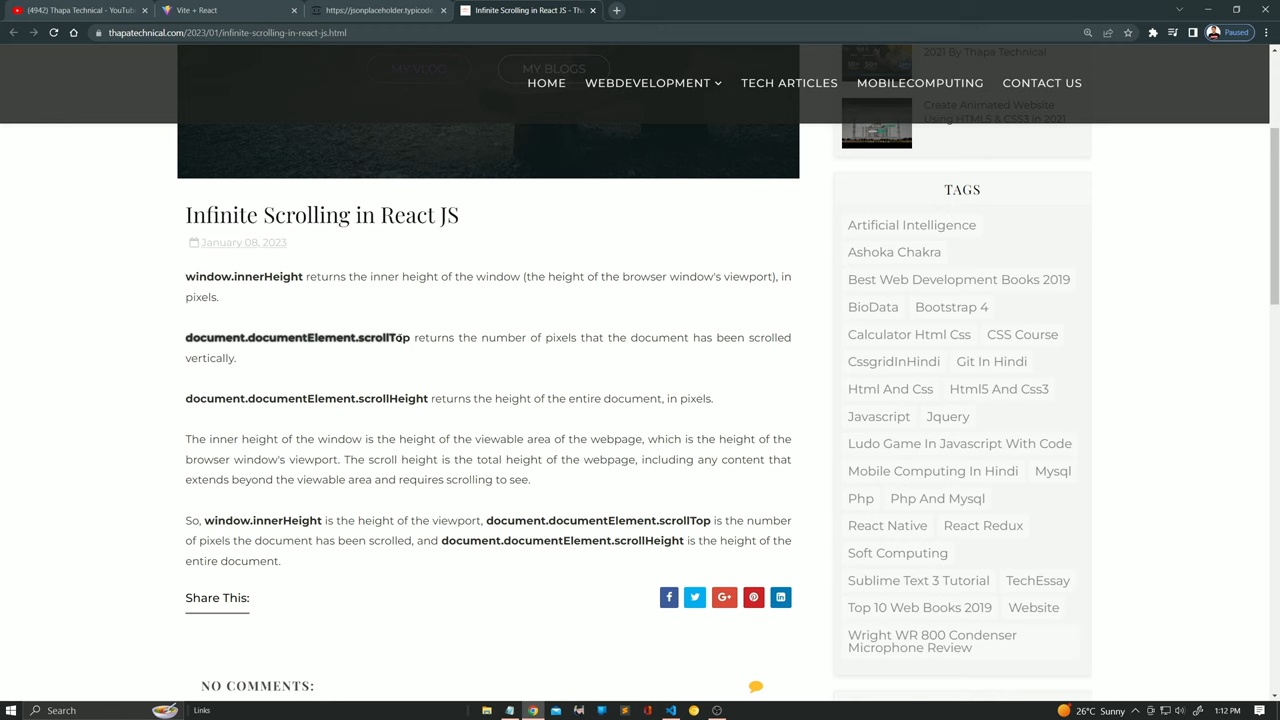 (4942) Thapa Technical - YouTube
Vite + React
https://jsonplaceholder.typicode
Infinite Scrolling in React JS - Tha
thapatechnical.com/2023/01/infinite-scrolling-in-react-js.html
Paused
MY VLOG
MY BLOGS
HOME
WEBDEVELOPMENT
TECH ARTICLES
MOBILECOMPUTING
CONTACT US
2021 By Thapa Technical
Create Animated Website
Using HTML5 & CSS3 in 2021
Infinite Scrolling in React JS
January 08, 2023
window.innerHeight returns the inner height of the window (the height of the browser window's viewport), in
pixels.
document.documentElement.scrollTop returns the number of pixels that the document has been scrolled
vertically.
document.documentElement.scrollHeight returns the height of the entire document, in pixels.
The inner height of the window is the height of the viewable area of the webpage, which is the height of the
browser window's viewport. The scroll height is the total height of the webpage, including any content that
extends beyond the viewable area and requires scrolling to see.
So, window.innerHeight is the height of the viewport, document.documentElement.scrollTop is the number
of pixels the document has been scrolled, and document.documentElement.scrollHeight is the height of the
entire document.
Share This:
NO COMMENTS:
TAGS
Artificial Intelligence
Ashoka Chakra
Best Web Development Books 2019
BioData Bootstrap 4
Calculator Html Css CSS Course
CssgridInHindi Git In Hindi
Html And Css Html5 And Css3
Javascript Jquery
Ludo Game In Javascript With Code
Mobile Computing In Hindi Mysql
Php Php And Mysql
React Native React Redux
Soft Computing
Sublime Text 3 Tutorial TechEssay
Top 10 Web Books 2019 Website
Wright WR 800 Condenser
Microphone Review
Search
Links
26°C Sunny
1:12 PM